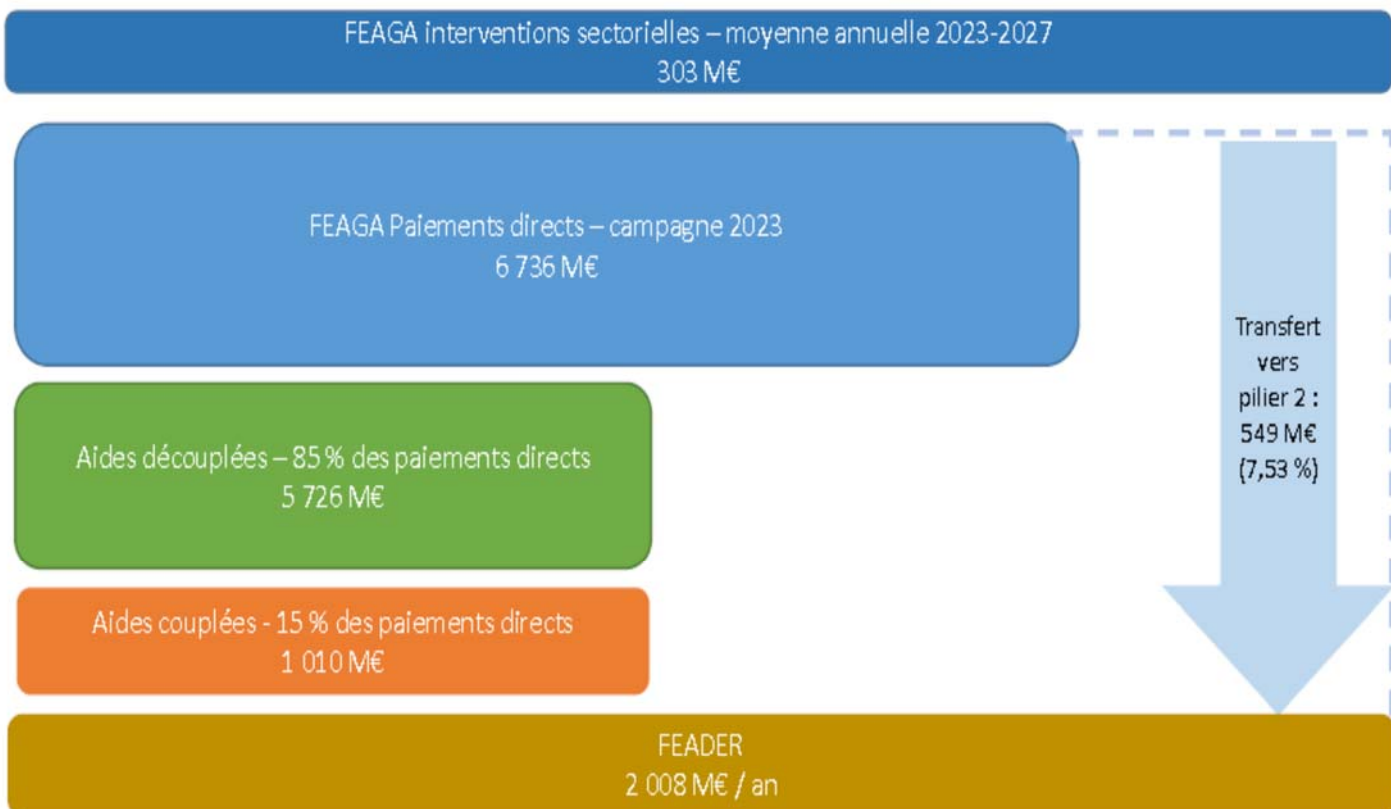 FEAGA interventions sectorielles – moyenne annuelle 2023-2027
303 M€
FEAGA Paiements directs – campagne 2023
6 736 M€
Transfert
vers
pilier 2 :
549 M€
(7,53 %)
Aides découplées – 85 % des paiements directs
5 726 M€
Aides couplées - 15 % des paiements directs
1 010 M€
FEADER
2 008 M€ / an